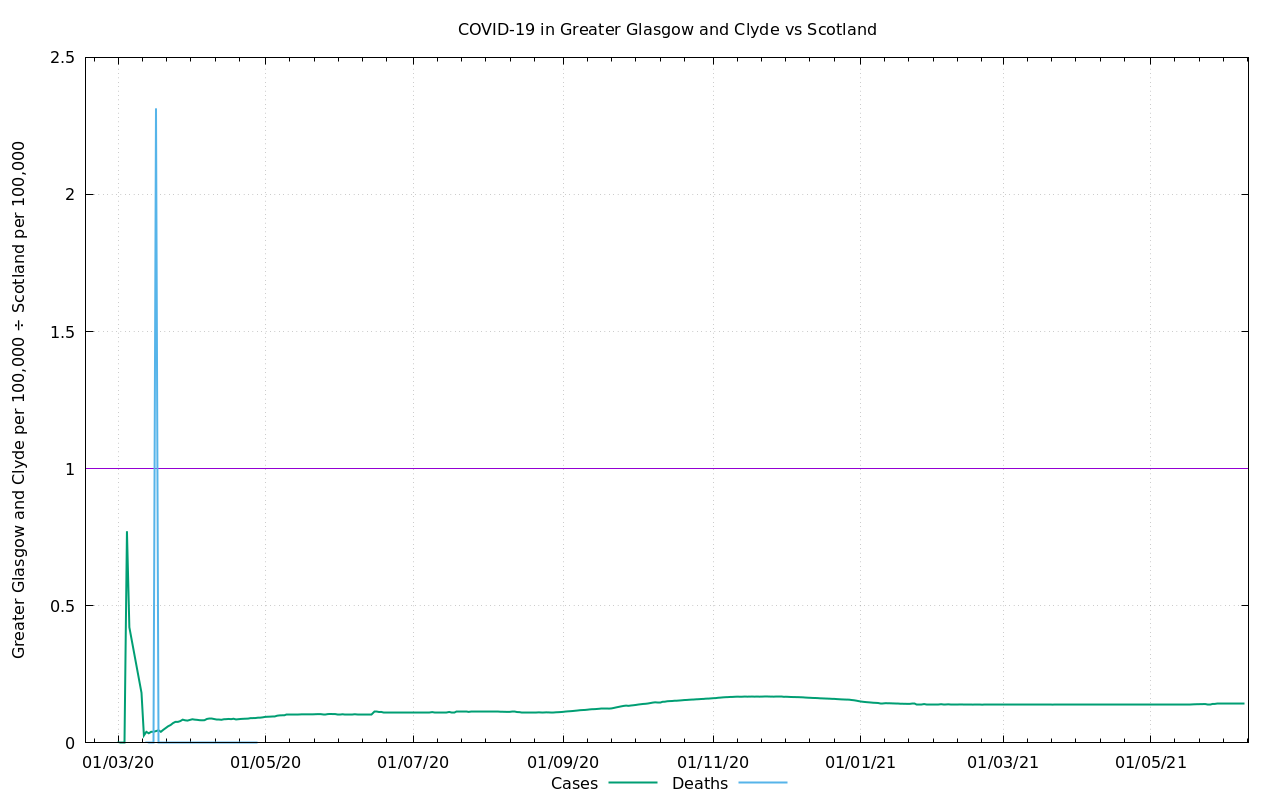 COVID-19 in Greater Glasgow and Clyde vs Scotland
Greater Glasgow and Clyde per 100,000 ÷ Scotland per 100,000
2.5
2
1.5
1
0.5
0
01/03/20 01/05/20 01/07/20 01/09/20 01/11/20 01/01/21 01/03/21 01/05/21
Cases Deaths